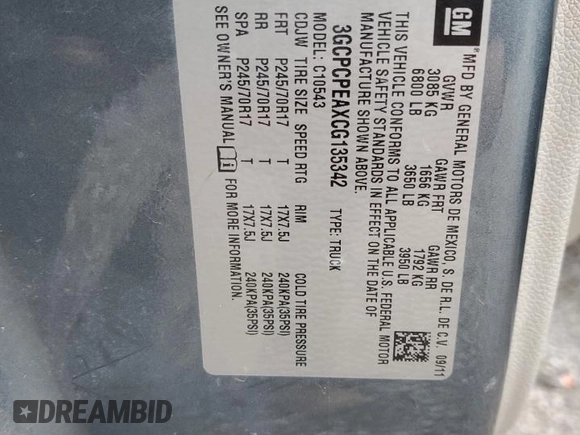 GM
MFD BY GENERAL MOTORS DE MEXICO, S. DE R.L. DE C.V. 09/11
GVWR GAWR FRT GAWR RR
3085 KG 1656 KG 1792 KG
6800 LB 3650 LB 3950 LB
THIS VEHICLE CONFORMS TO ALL APPLICABLE U.S. FEDERAL MOTOR
VEHICLE SAFETY STANDARDS IN EFFECT ON THE DATE OF
MANUFACTURE SHOWN ABOVE.
3GCPCPEAXCG135342 TYPE: TRUCK
MODEL: C10543
CDJW TIRE SIZE SPEED RTG RIM COLD TIRE PRESSURE
FRT P245/70R17 T 17X7.5J 240KPA(35PSI)
RR P245/70R17 T 17X7.5J 240KPA(35PSI)
SPA P245/70R17 T 17X7.5J 240KPA(35PSI)
SEE OWNER'S MANUAL FOR MORE INFORMATION.
DREAMBID